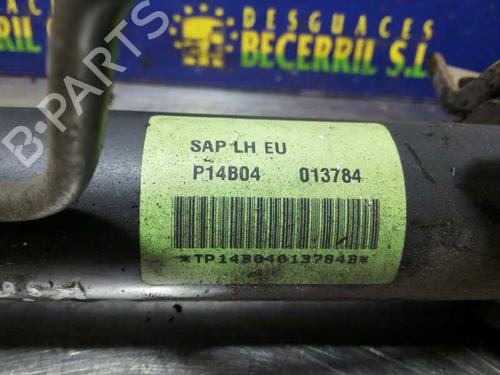 DESGUACES
BECERRIL S.L
B-PARTS
SAP LH EU
P14B04 013784
*TP14B04013784B*